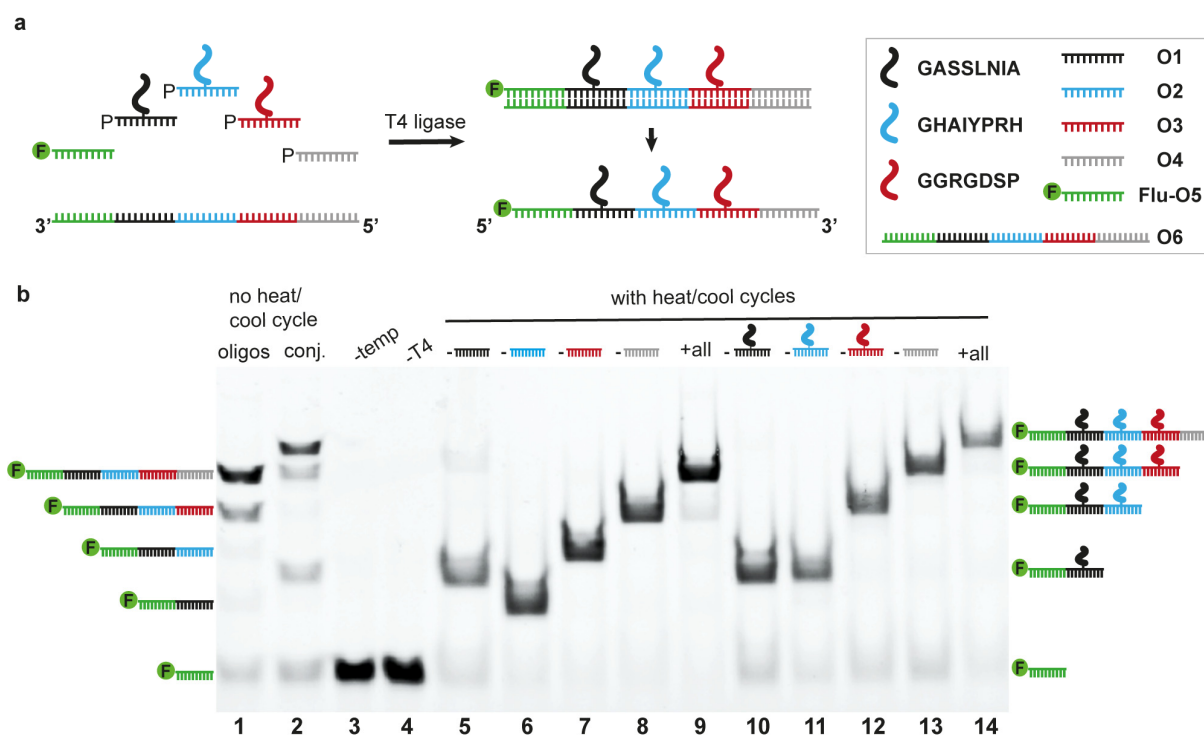 a
P
P
P
P
F
3’
5’
T4 ligase
F
F
5’
3’
GASSLNIA
GHAIYPRH
GGRGDSP
O1
O2
O3
O4
F
Flu-O5
O6
b
no heat/
cool cycle
oligos
conj.
-temp
-T4
with heat/cool cycles
-
-
-
-
+all
-
-
-
-
+all
F
F
F
F
F
F
F
F
F
F
1 2 3 4 5 6 7 8 9 10 11 12 13 14